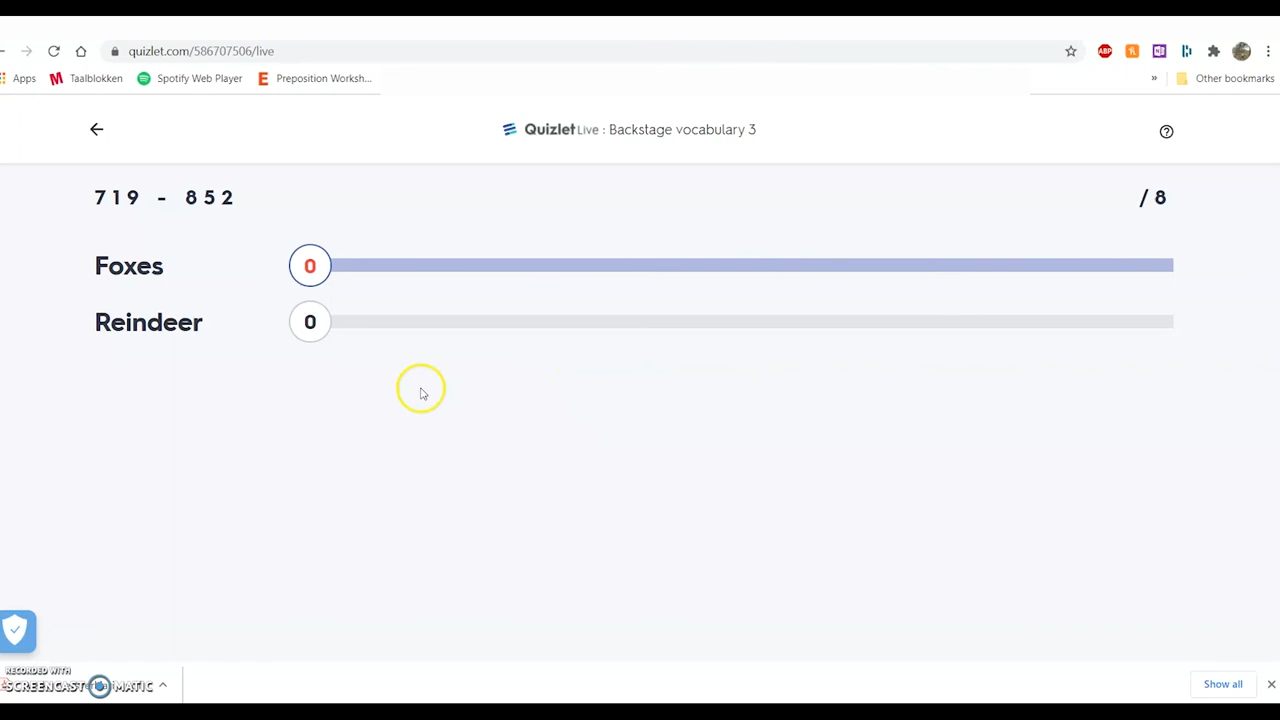 quizlet.com/586707506/live
ABP
Apps
Taalblokken
Spotify Web Player
E
Preposition Worksh...
»
Other bookmarks
Quizlet Live : Backstage vocabulary 3
719 - 852
/ 8
Foxes
0
Reindeer
0
RECORDED WITH
SCREENCAST MATIC
Show all